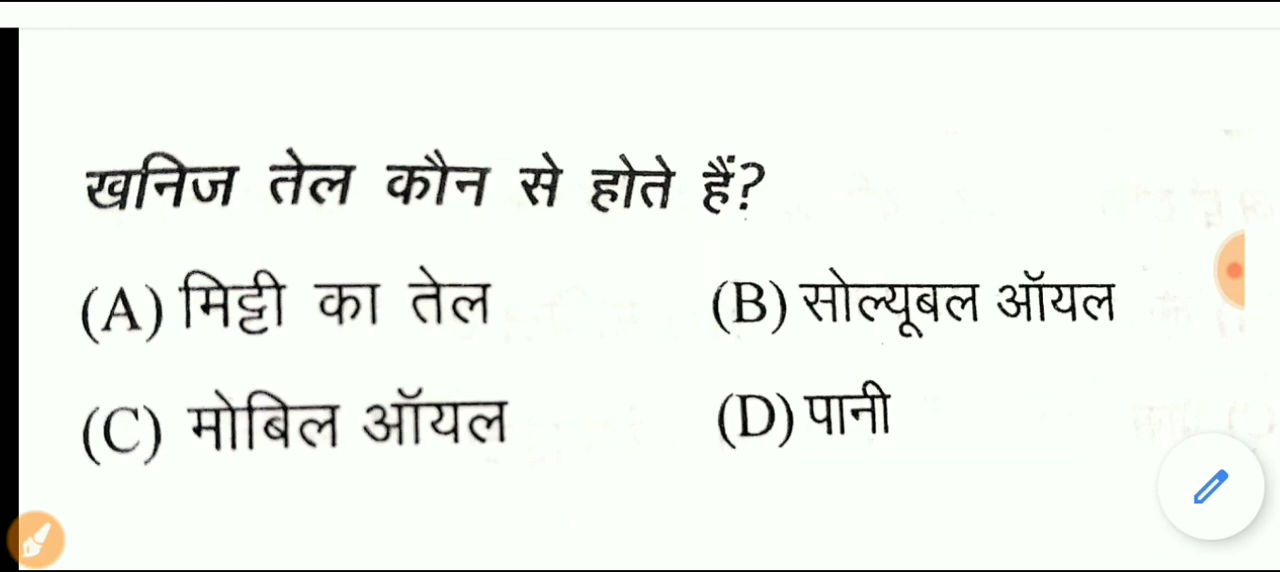 खनिज तेल कौन से होते हैं?
(A) मिट्टी का तेल (B) सोल्यूबल ऑयल
(C) मोबिल ऑयल (D) पानी